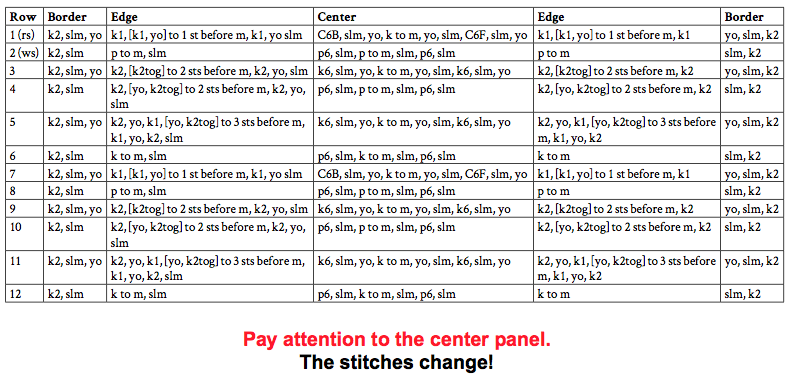 Row Border Edge Center Edge Border
1 (rs) k2, slm, yo k1, [k1, yo] to 1 st before m, k1, yo slm C6B, slm, yo, k to m, yo, slm, C6F, slm, yo k1, [k1, yo] to 1 st before m, k1 yo, slm, k2
2 (ws) k2, slm p to m, slm p6, slm, p to m, slm, p6, slm p to m slm, k2
3 k2, slm, yo k2, [k2tog] to 2 sts before m, k2, yo, slm k6, slm, yo, k to m, yo, slm, k6, slm, yo k2, [k2tog] to 2 sts before m, k2 yo, slm, k2
4 k2, slm k2, [yo, k2tog] to 2 sts before m, k2, yo, p6, slm, p to m, slm, p6, slm k2, [yo, k2tog] to 2 sts before m, k2 slm, k2
slm
5 k2, slm, yo k2, yo, k1, [yo, k2tog] to 3 sts before m, k6, slm, yo, k to m, yo, slm, k6, slm, yo k2, yo, k1, [yo, k2tog] to 3 sts before yo, slm, k2
k1, yo, k2, slm m, k1, yo, k2
6 k2, slm k to m, slm p6, slm, k to m, slm, p6, slm k to m slm, k2
7 k2, slm, yo k1, [k1, yo] to 1 st before m, k1, yo slm C6B, slm, yo, k to m, yo, slm, C6F, slm, yo k1, [k1, yo] to 1 st before m, k1 yo, slm, k2
8 k2, slm p to m, slm p6, slm, p to m, slm, p6, slm p to m slm, k2
9 k2, slm, yo k2, [k2tog] to 2 sts before m, k2, yo, slm k6, slm, yo, k to m, yo, slm, k6, slm, yo k2, [k2tog] to 2 sts before m, k2 yo, slm, k2
10 k2, slm k2, [yo, k2tog] to 2 sts before m, k2, yo, p6, slm, p to m, slm, p6, slm k2, [yo, k2tog] to 2 sts before m, k2 slm, k2
slm
11 k2, slm, yo k2, yo, k1, [yo, k2tog] to 3 sts before m, k6, slm, yo, k to m, yo, slm, k6, slm, yo k2, yo, k1, [yo, k2tog] to 3 sts before yo, slm, k2
k1, yo, k2, slm m, k1, yo, k2
12 k2, slm k to m, slm p6, slm, k to m, slm, p6, slm k to m slm, k2
Pay attention to the center panel.
The stitches change!